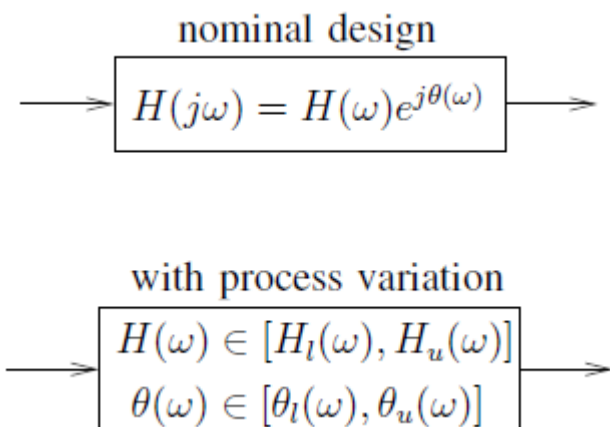 nominal design
H(jω) = H(ω)e^{jθ(ω)}
with process variation
H(ω) ∈ [H_l(ω), H_u(ω)]
θ(ω) ∈ [θ_l(ω), θ_u(ω)]